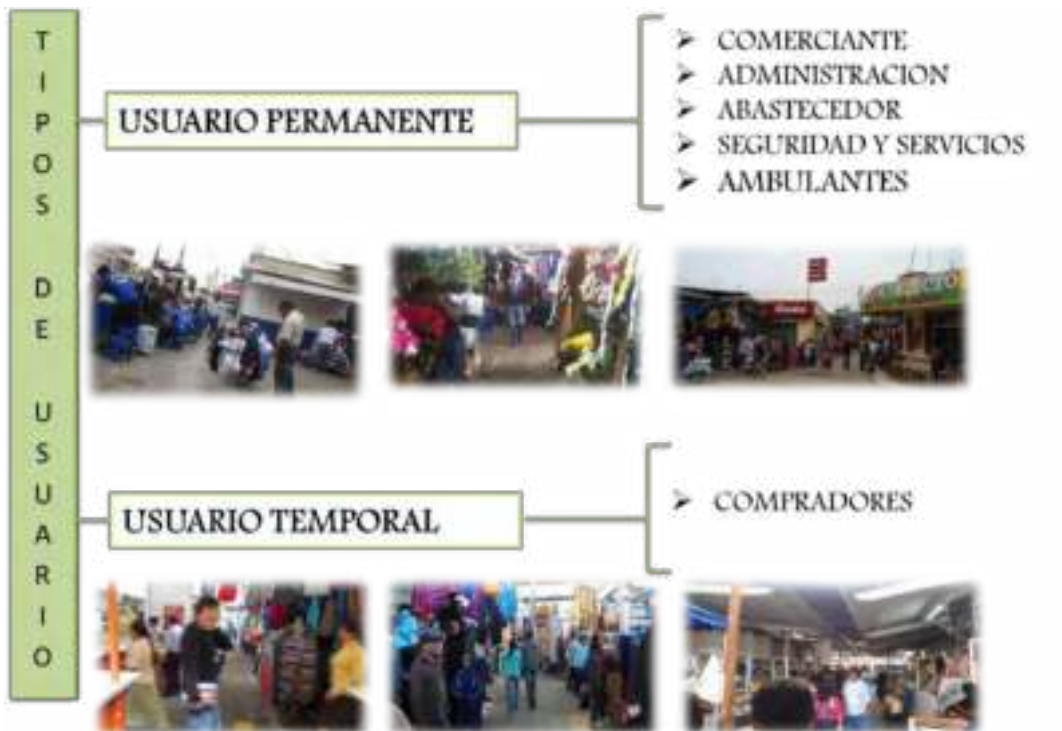 TIPOS DE USUARIO
USUARIO PERMANENTE
COMERCIANTE
ADMINISTRACION
ABASTECEDOR
SEGURIDAD Y SERVICIOS
AMBULANTES
USUARIO TEMPORAL
COMPRADORES